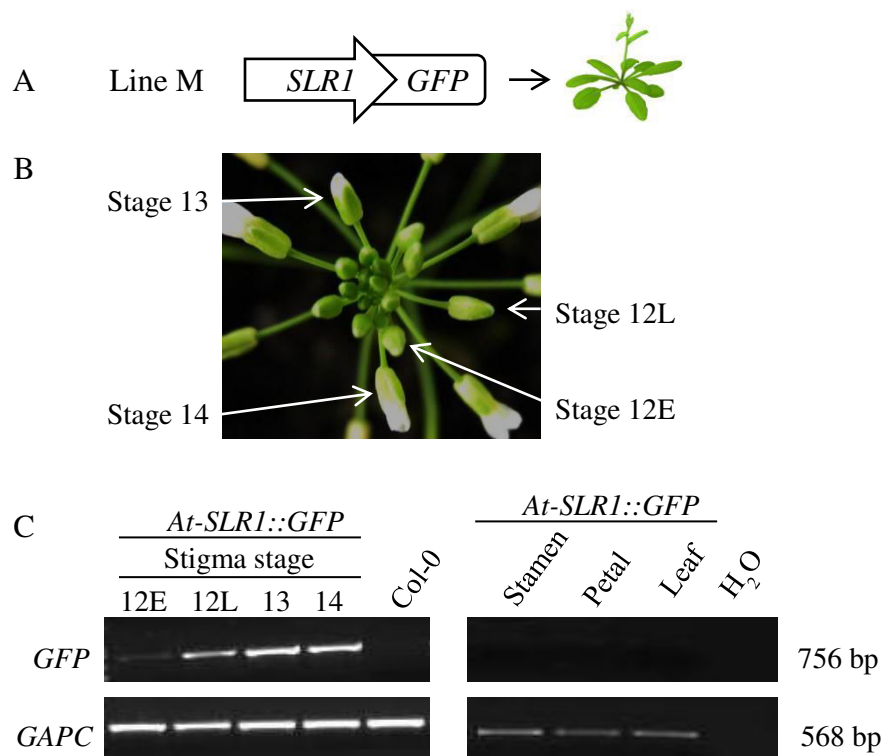 A
Line M
SLR1
GFP
B
Stage 13
Stage 12L
Stage 14
Stage 12E
C
At-SLR1::GFP
Stigma stage
12E 12L 13 14
Col-0
At-SLR1::GFP
Stamen
Petal
Leaf
H₂O
GFP
756 bp
GAPC
568 bp